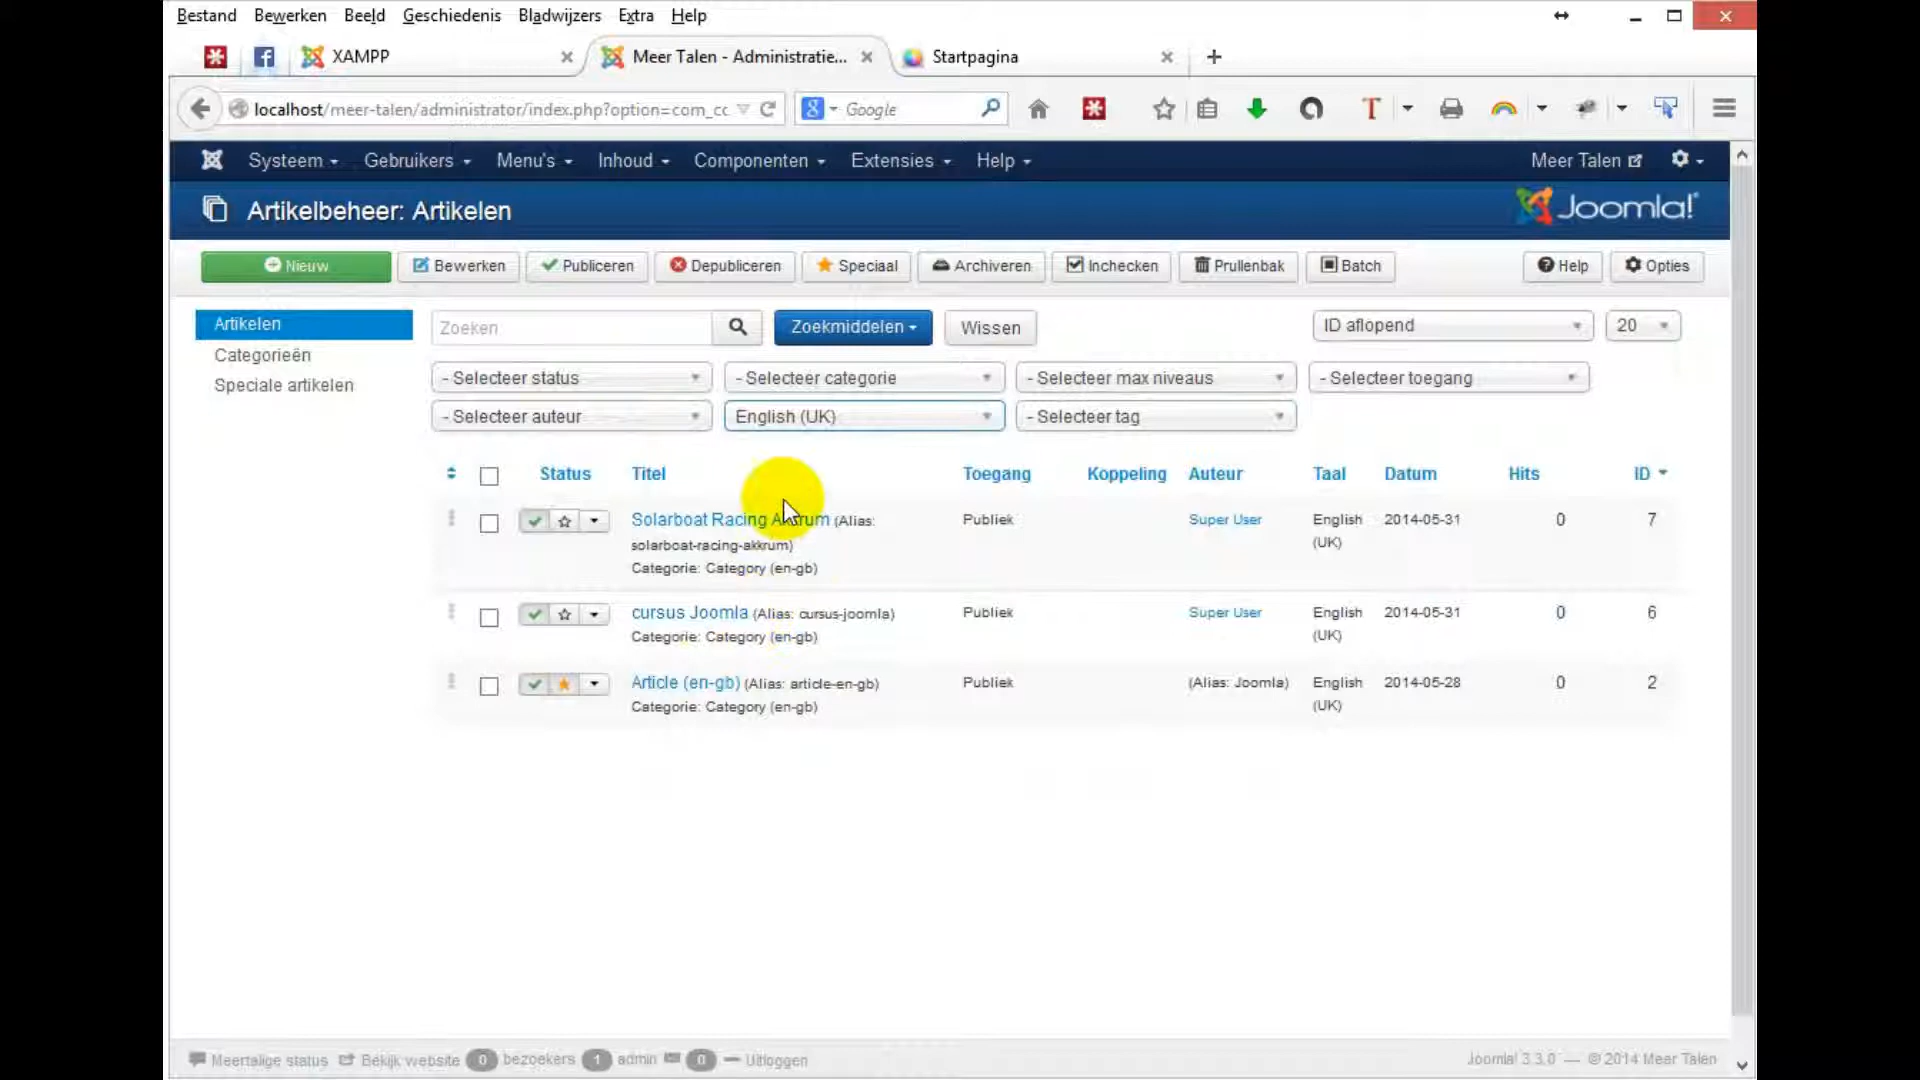 Bestand Bewerken Beeld Geschiedenis Bladwijzers Extra Help
XAMPP Meer Talen - Administratie... Startpagina
localhost/meer-talen/administrator/index.php?option=com_cc Google
Systeem Gebruikers Menu's Inhoud Componenten Extensies Help Meer Talen
Artikelbeheer: Artikelen Joomla!
Nieuw Bewerken Publiceren Depubliceren Speciaal Archiveren Inchecken Prullenbak Batch Help Opties
Artikelen
Categorieën
Speciale artikelen
Zoeken Zoekmiddelen Wissen ID aflopend 20
- Selecteer status - Selecteer categorie - Selecteer max niveaus - Selecteer toegang
- Selecteer auteur English (UK) - Selecteer tag
Status Titel Toegang Koppeling Auteur Taal Datum Hits ID
Solarboat Racing Akkrum (Alias: Publiek Super User English 2014-05-31 0 7
solarboat-racing-akkrum) (UK)
Categorie: Category (en-gb)
cursus Joomla (Alias: cursus-joomla) Publiek Super User English 2014-05-31 0 6
Categorie: Category (en-gb) (UK)
Article (en-gb) (Alias: article-en-gb) Publiek (Alias: Joomla) English 2014-05-28 0 2
Categorie: Category (en-gb) (UK)
Meertalige status Bekijk website 0 bezoekers 1 admin 0 Uitloggen Joomla! 3.3.0 — © 2014 Meer Talen